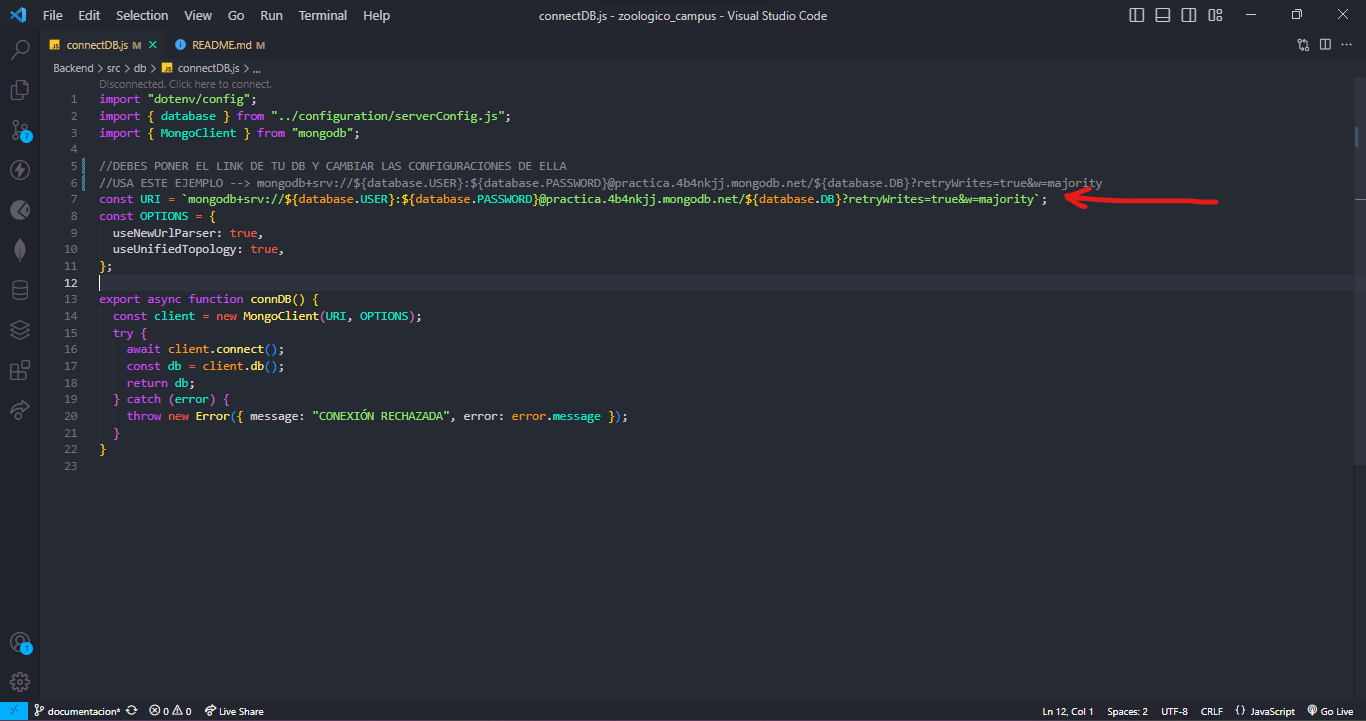 File Edit Selection View Go Run Terminal Help connectDB.js - zoologico_campus - Visual Studio Code
connectDB.js M README.md M
Backend > src > db > connectDB.js > ...
Disconnected. Click here to connect.
1 import "dotenv/config";
2 import { database } from "../configuration/serverConfig.js";
3 import { MongoClient } from "mongodb";
4
5 //DEBES PONER EL LINK DE TU DB Y CAMBIAR LAS CONFIGURACIONES DE ELLA
6 //USA ESTE EJEMPLO --> mongodb+srv://${database.USER}:${database.PASSWORD}@practica.4b4nkjj.mongodb.net/${database.DB}?retryWrites=true&w=majority
7 const URI = `mongodb+srv://${database.USER}:${database.PASSWORD}@practica.4b4nkjj.mongodb.net/${database.DB}?retryWrites=true&w=majority`;
8 const OPTIONS = {
9 useNewUrlParser: true,
10 useUnifiedTopology: true,
11 };
12
13 export async function connDB() {
14 const client = new MongoClient(URI, OPTIONS);
15 try {
16 await client.connect();
17 const db = client.db();
18 return db;
19 } catch (error) {
20 throw new Error({ message: "CONEXIÓN RECHAZADA", error: error.message });
21 }
22 }
23
7
1
documentacion* 0 0 Live Share Ln 12, Col 1 Spaces: 2 UTF-8 CRLF {} JavaScript Go Live